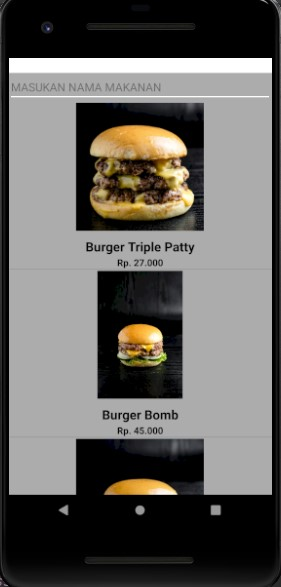 MASUKAN NAMA MAKANAN
Burger Triple Patty
Rp. 27.000
Burger Bomb
Rp. 45.000